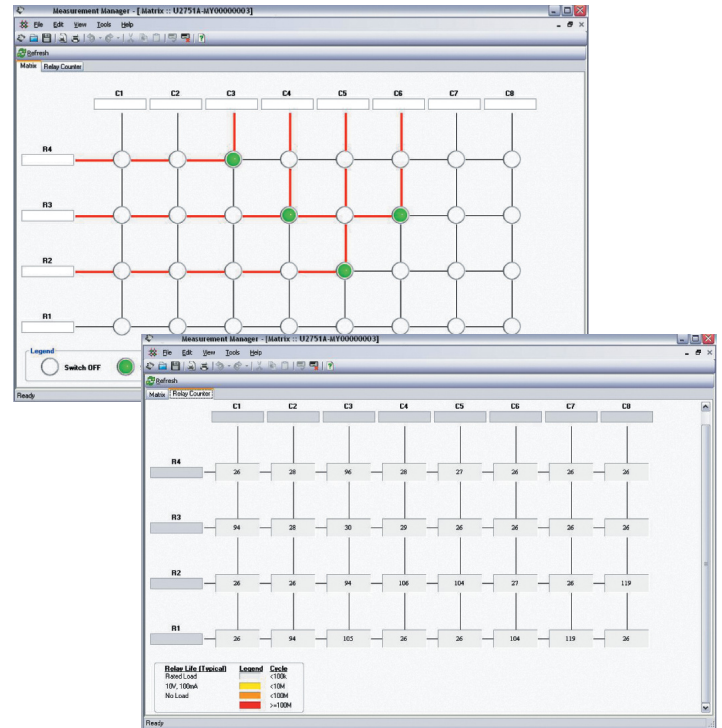 Measurement Manager - [Matrix :: U2751A-MY00000003]
File Edit View Tools Help
Refresh
Matrix Relay Counter
C1 C2 C3 C4 C5 C6 C7 C8
R4
R3
R2
R1
Legend
Switch OFF
Ready
Measurement Manager - [Matrix :: U2751A-MY00000003]
File Edit View Tools Help
Refresh
Matrix Relay Counter
C1 C2 C3 C4 C5 C6 C7 C8
R4 26 28 96 28 27 26 26 26
R3 94 28 30 29 26 26 26 26
R2 26 26 94 106 104 27 26 119
R1 26 94 105 26 26 104 119 26
Relay Life (Typical) Legend Cycle
Rated Load <100k
10V, 100mA <10M
No Load <100M
>=100M
Ready